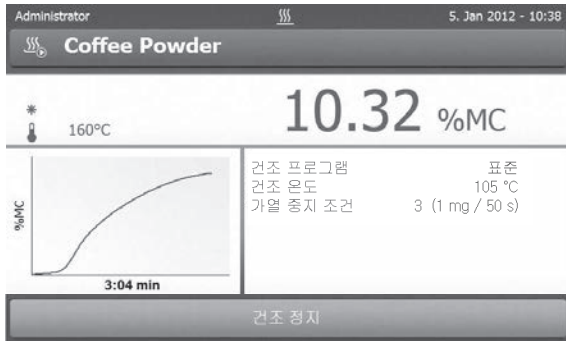 Administrator
5. Jan 2012 - 10:38
Coffee Powder
160°C
10.32 %MC
%MC
3:04 min
건조 프로그램 표준
건조 온도 105 °C
가열 중지 조건 3 (1 mg / 50 s)
건조 정지